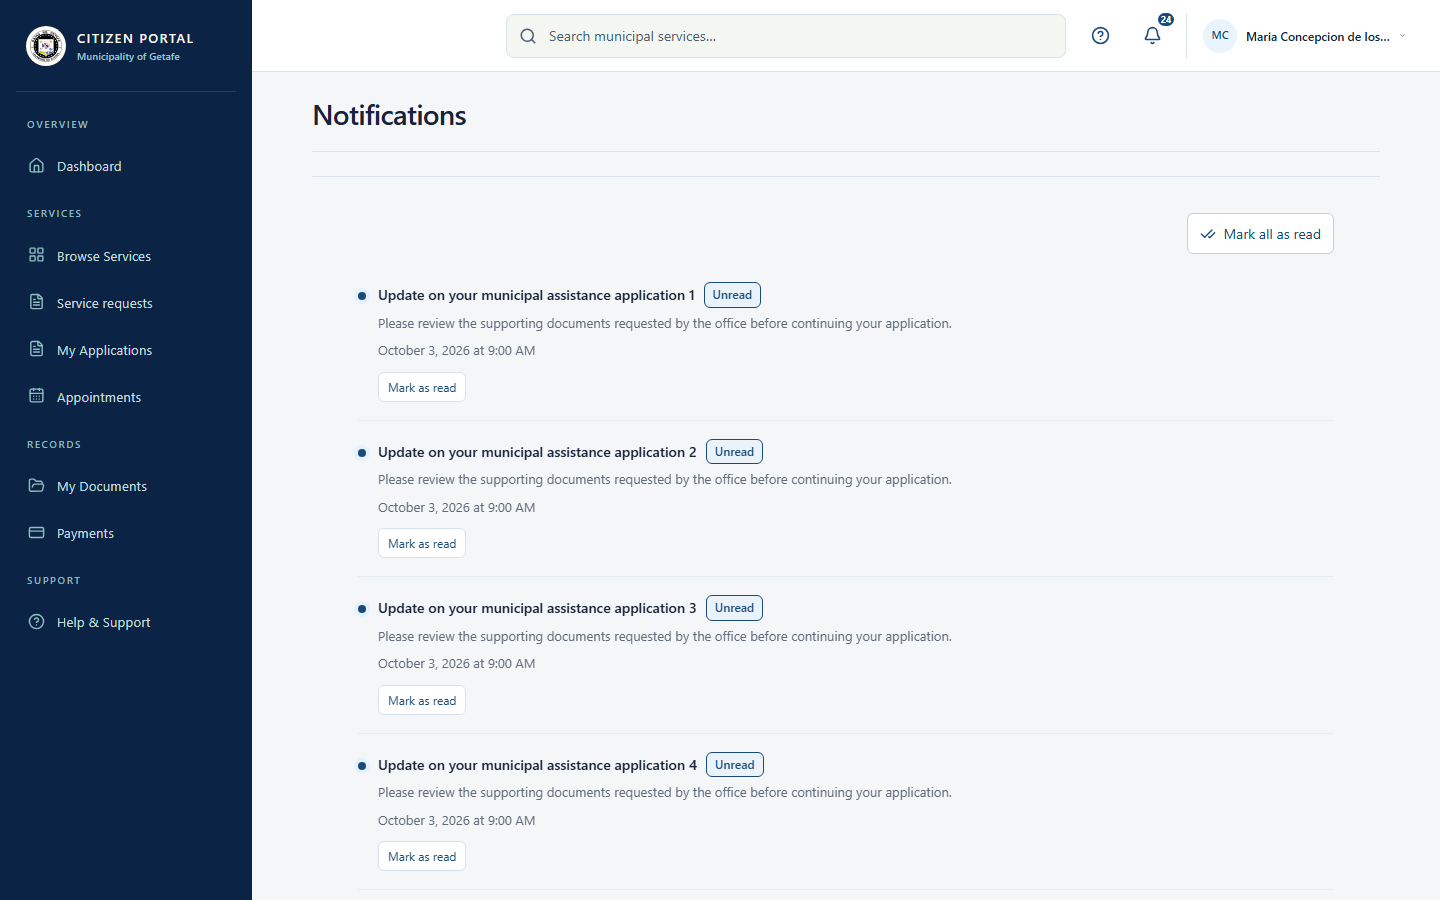 CITIZEN PORTAL
Municipality of Getafe
OVERVIEW
Dashboard
SERVICES
Browse Services
Service requests
My Applications
Appointments
RECORDS
My Documents
Payments
SUPPORT
Help & Support
Search municipal services...
24
MC
Maria Concepcion de los...
Notifications
Mark all as read
Update on your municipal assistance application 1 Unread
Please review the supporting documents requested by the office before continuing your application.
October 3, 2026 at 9:00 AM
Mark as read
Update on your municipal assistance application 2 Unread
Please review the supporting documents requested by the office before continuing your application.
October 3, 2026 at 9:00 AM
Mark as read
Update on your municipal assistance application 3 Unread
Please review the supporting documents requested by the office before continuing your application.
October 3, 2026 at 9:00 AM
Mark as read
Update on your municipal assistance application 4 Unread
Please review the supporting documents requested by the office before continuing your application.
October 3, 2026 at 9:00 AM
Mark as read